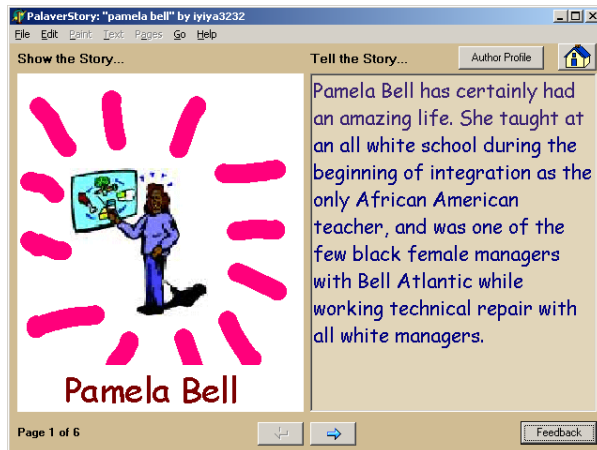 PalaverStory: "pamela bell" by iyiya3232
File Edit Paint Text Pages Go Help
Show the Story...
Tell the Story...
Author Profile
Pamela Bell has certainly had
an amazing life. She taught at
an all white school during the
beginning of integration as the
only African American
teacher, and was one of the
few black female managers
with Bell Atlantic while
working technical repair with
all white managers.
Pamela Bell
Page 1 of 6
Feedback